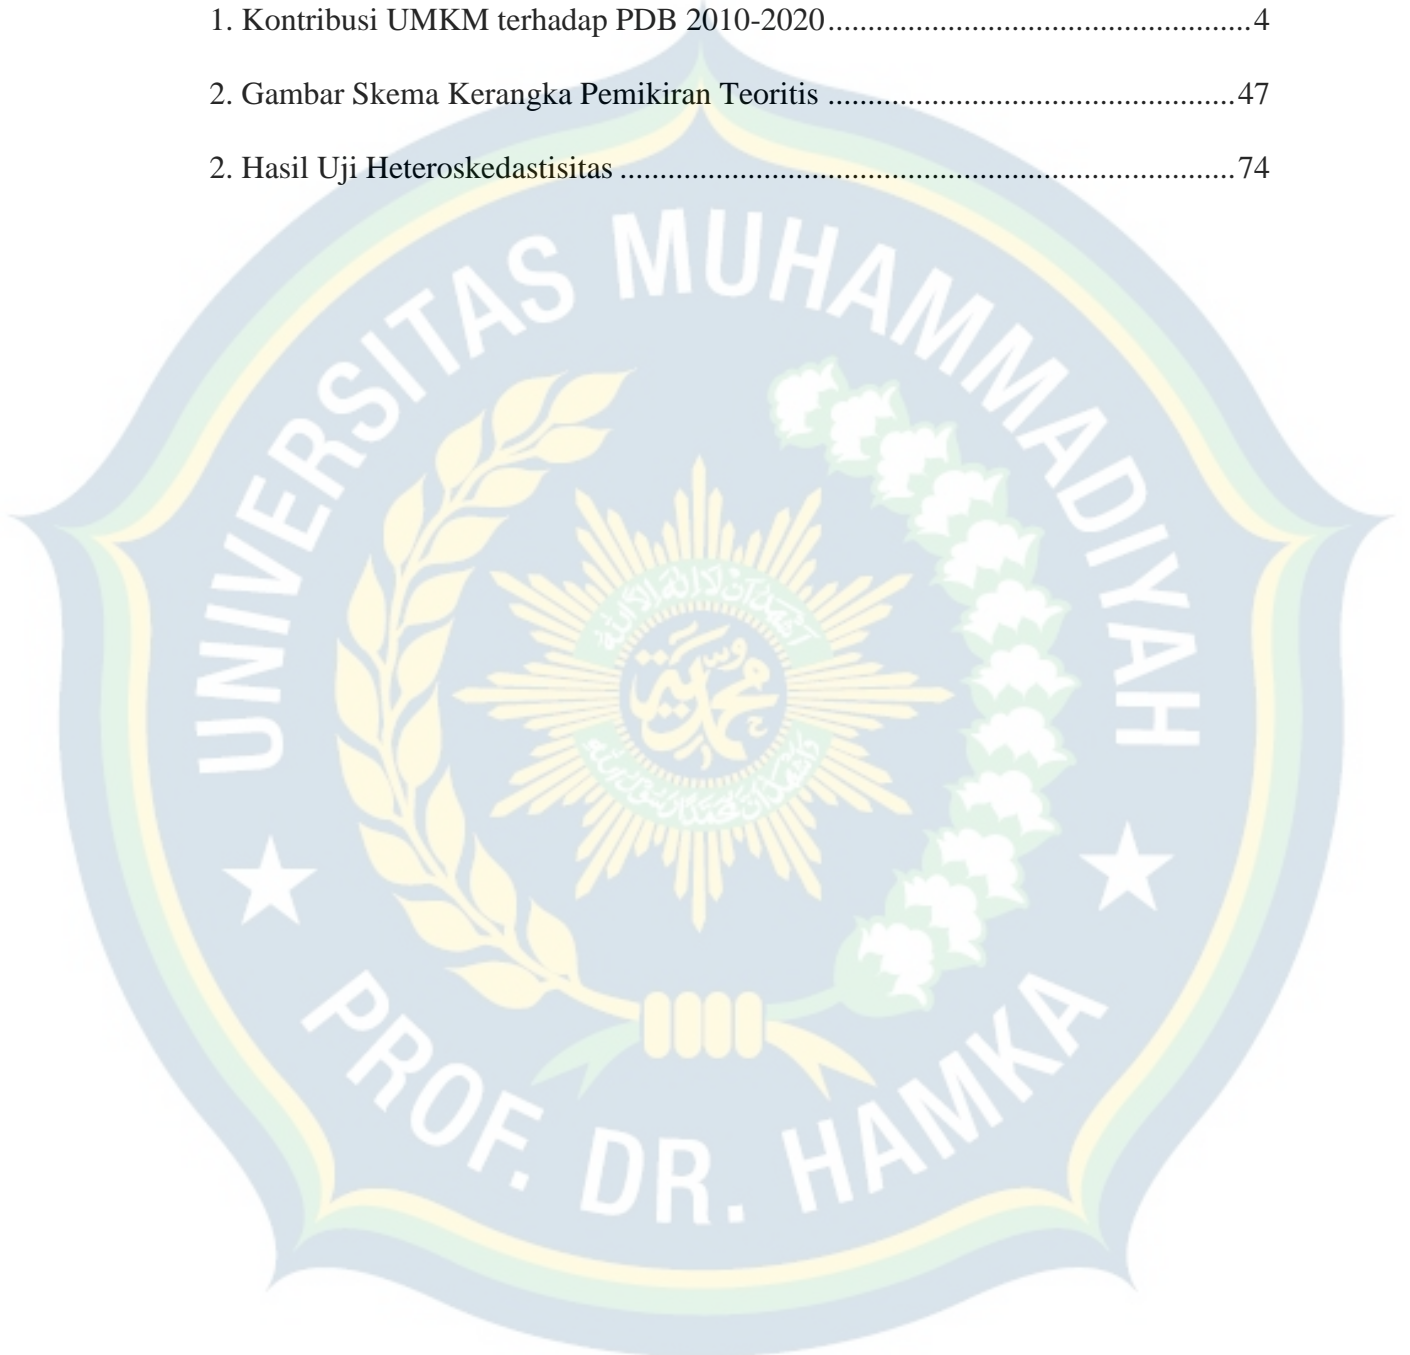 1. Kontribusi UMKM terhadap PDB 2010-2020.....................................................4
2. Gambar Skema Kerangka Pemikiran Teoritis ...................................................47
2. Hasil Uji Heteroskedastisitas .............................................................................74
UNIVERSITAS MUHAMMADIYAH
محمدية
PROF. DR. HAMKA